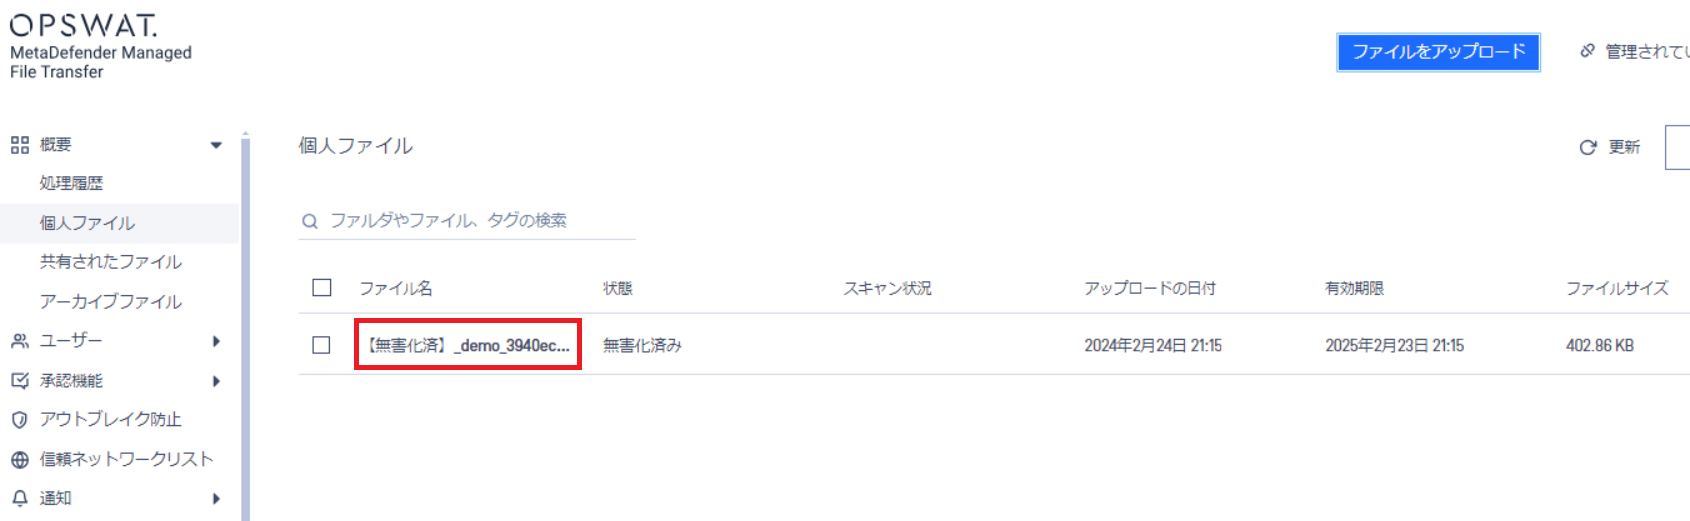 OPSWAT.
MetaDefender Managed
File Transfer
ファイルをアップロード
管理されてい
概要
処理履歴
個人ファイル
共有されたファイル
アーカイブファイル
ユーザー
承認機能
アウトブレイク防止
信頼ネットワークリスト
通知
個人ファイル
更新
ファルダやファイル、タグの検索
ファイル名 状態 スキャン状況 アップロードの日付 有効期限 ファイルサイズ
【無害化済】_demo_3940ec... 無害化済み 2024年2月24日 21:15 2025年2月23日 21:15 402.86 KB